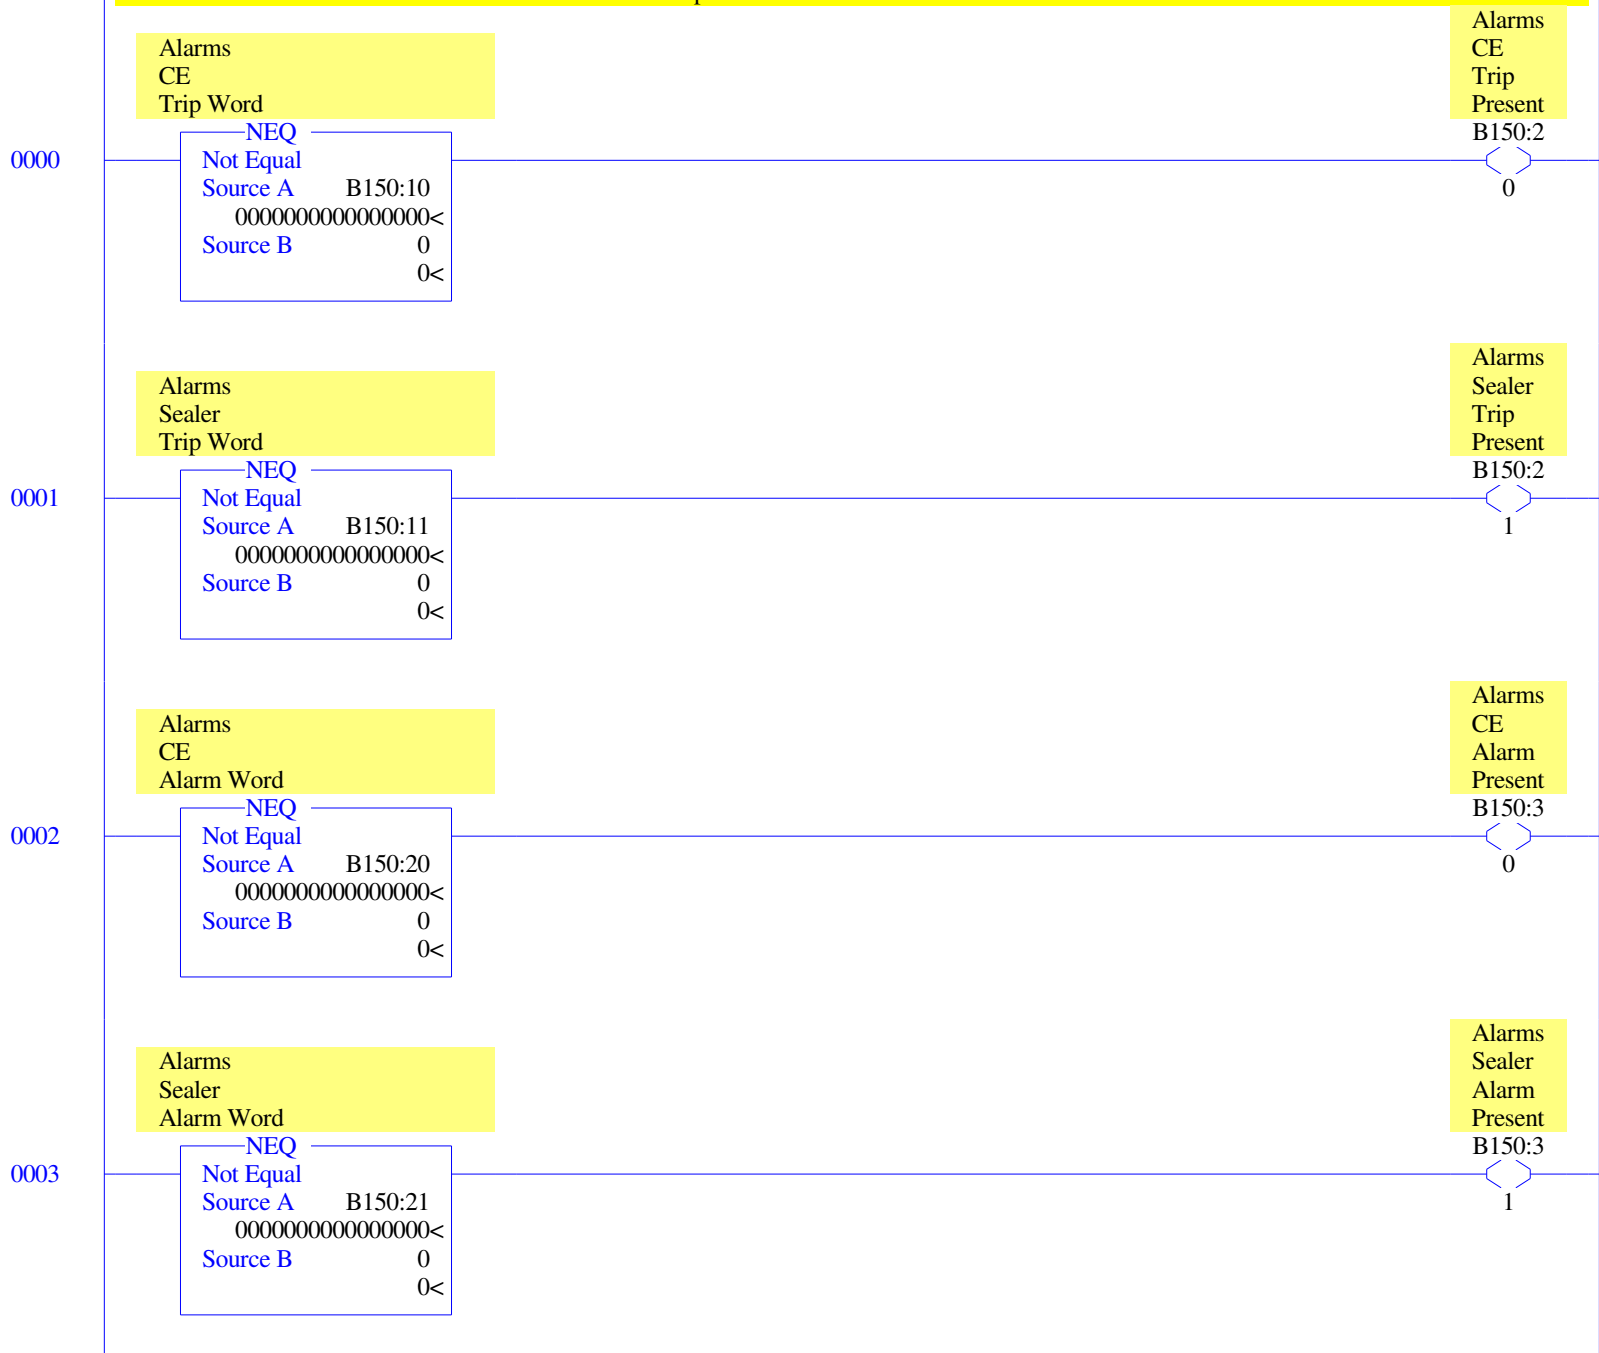 Alarms
CE
Trip
Present
B150:2
0
Alarms
CE
Trip Word
NEQ
0000
Not Equal
Source A B150:10
0000000000000000<
Source B 0
0<
Alarms
Sealer
Trip
Present
B150:2
1
Alarms
Sealer
Trip Word
NEQ
0001
Not Equal
Source A B150:11
0000000000000000<
Source B 0
0<
Alarms
CE
Alarm
Present
B150:3
0
Alarms
CE
Alarm Word
NEQ
0002
Not Equal
Source A B150:20
0000000000000000<
Source B 0
0<
Alarms
Sealer
Alarm
Present
B150:3
1
Alarms
Sealer
Alarm Word
NEQ
0003
Not Equal
Source A B150:21
0000000000000000<
Source B 0
0<